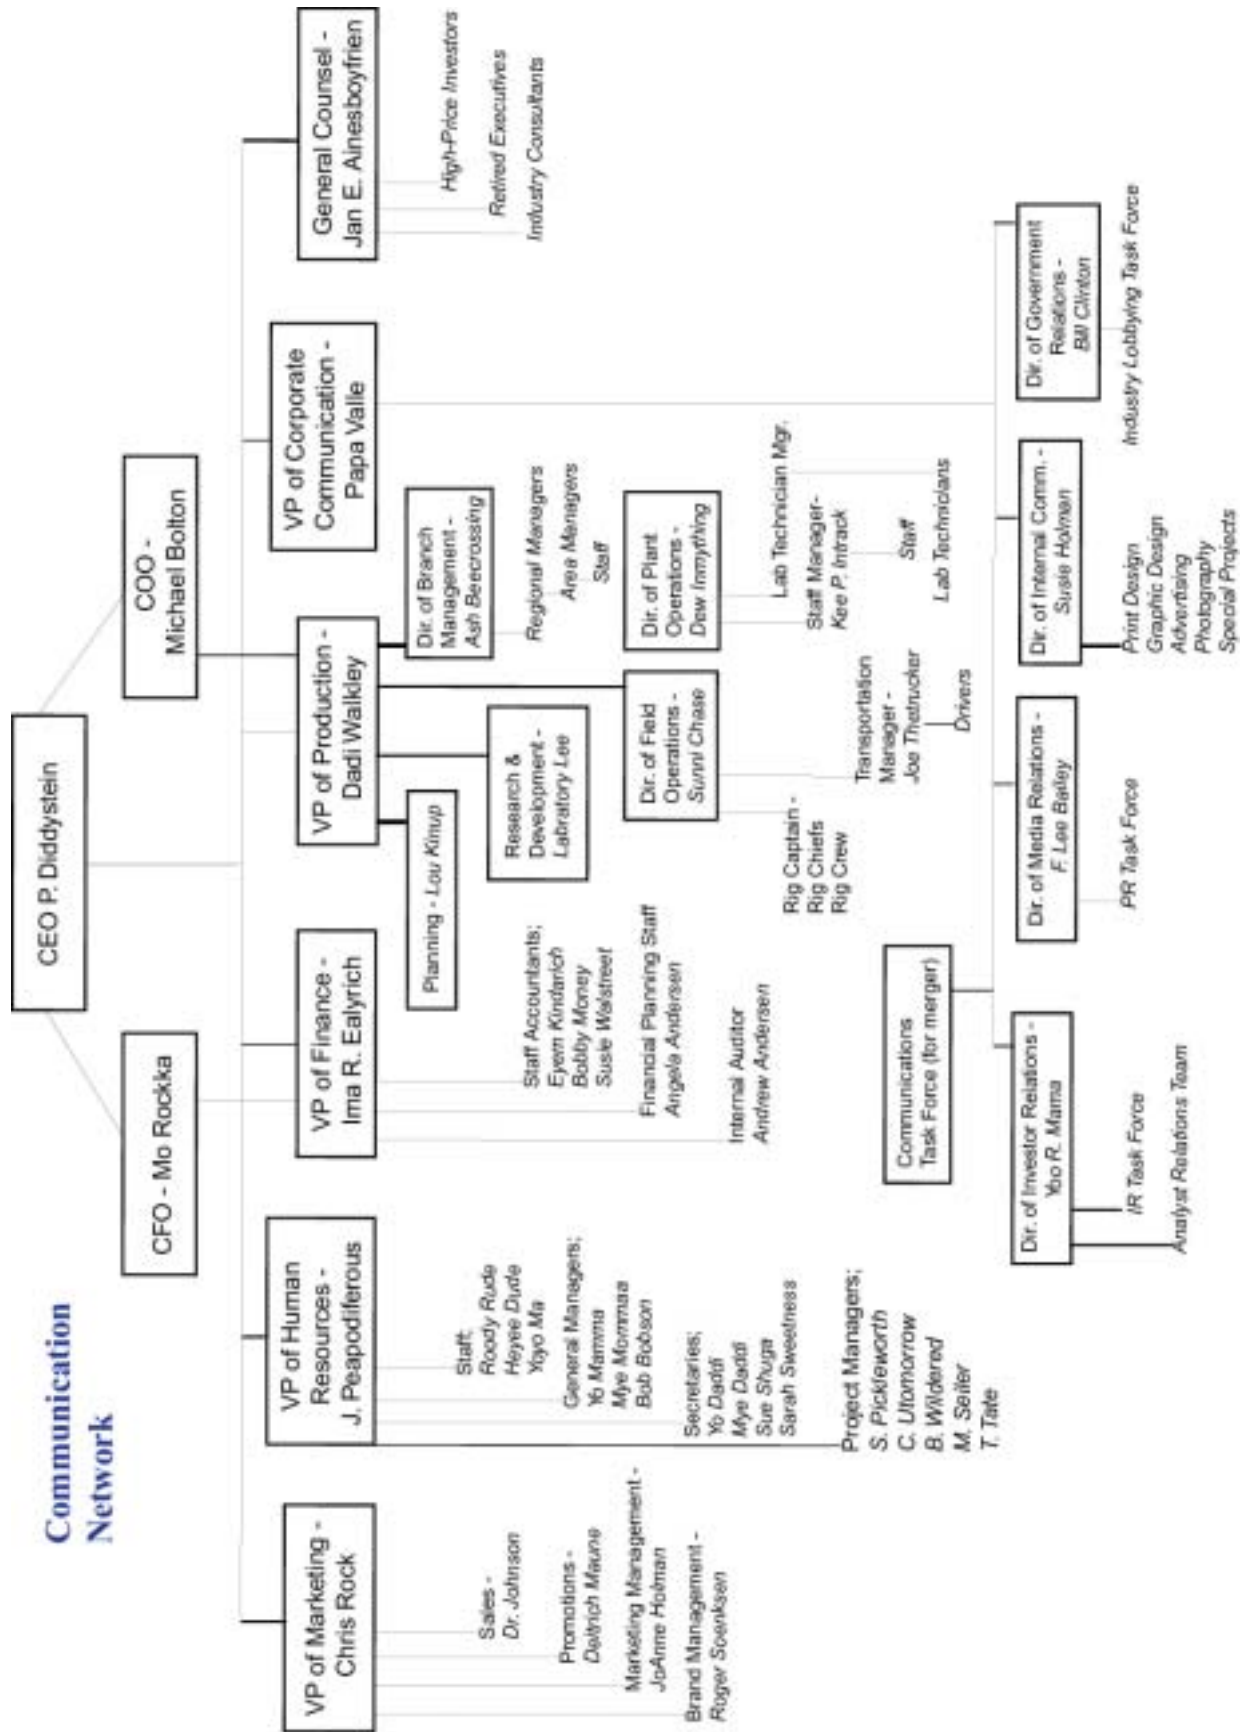 Communication
Network
CEO P. Diddystein
CFO - Mo Rockka
COO -
Michael Bolton
VP of Marketing -
Chris Rock
VP of Human
Resources -
J. Peapodiferous
VP of Finance -
Ima R. Ealyrich
VP of Production -
Dadi Walkley
VP of Corporate
Communication -
Papa Valle
General Counsel -
Jan E. Ainesboyfrien
Sales -
Dr. Johnson
Promotions -
Deitrich Maune
Marketing Management -
JoAnne Holman
Brand Management -
Roger Soenksen
Staff;
Roody Rude
Heyee Dude
Yoyo Ma
General Managers;
Yo Mamma
Mye Mommaa
Bob Bobson
Secretaries;
Yo Daddi
Mye Daddi
Sue Shuga
Sarah Sweetness
Project Managers;
S. Pickleworth
C. Utomorrow
B. Wildered
M. Seiler
T. Tate
Staff Accountants;
Eyem Kindarich
Bobby Money
Susie Walstreet
Financial Planning Staff
Angela Andersen
Internal Auditor
Andrew Andersen
Planning - Lou Kinup
Research &
Development -
Labratory Lee
Dir. of Branch
Management -
Ash Beecrossing
Regional Managers
Area Managers
Staff
Dir. of Field
Operations -
Sunni Chase
Rig Captain -
Rig Chiefs
Rig Crew
Transportation
Manager -
Joe Thetrucker
Drivers
Dir. of Plant
Operations -
Dew Inmything
Lab Technician Mgr.
Staff Manager-
Kee P. Intrack
Staff
Lab Technicians
High-Price Investors
Retired Executives
Industry Consultants
Communications
Task Force (for merger)
Dir. of Investor Relations -
Yoo R. Mama
IR Task Force
Analyst Relations Team
Dir. of Media Relations -
F. Lee Bailey
PR Task Force
Dir. of Internal Comm. -
Susie Holman
Print Design
Graphic Design
Advertising
Photography
Special Projects
Dir. of Government
Relations -
Bill Clinton
Industry Lobbying Task Force